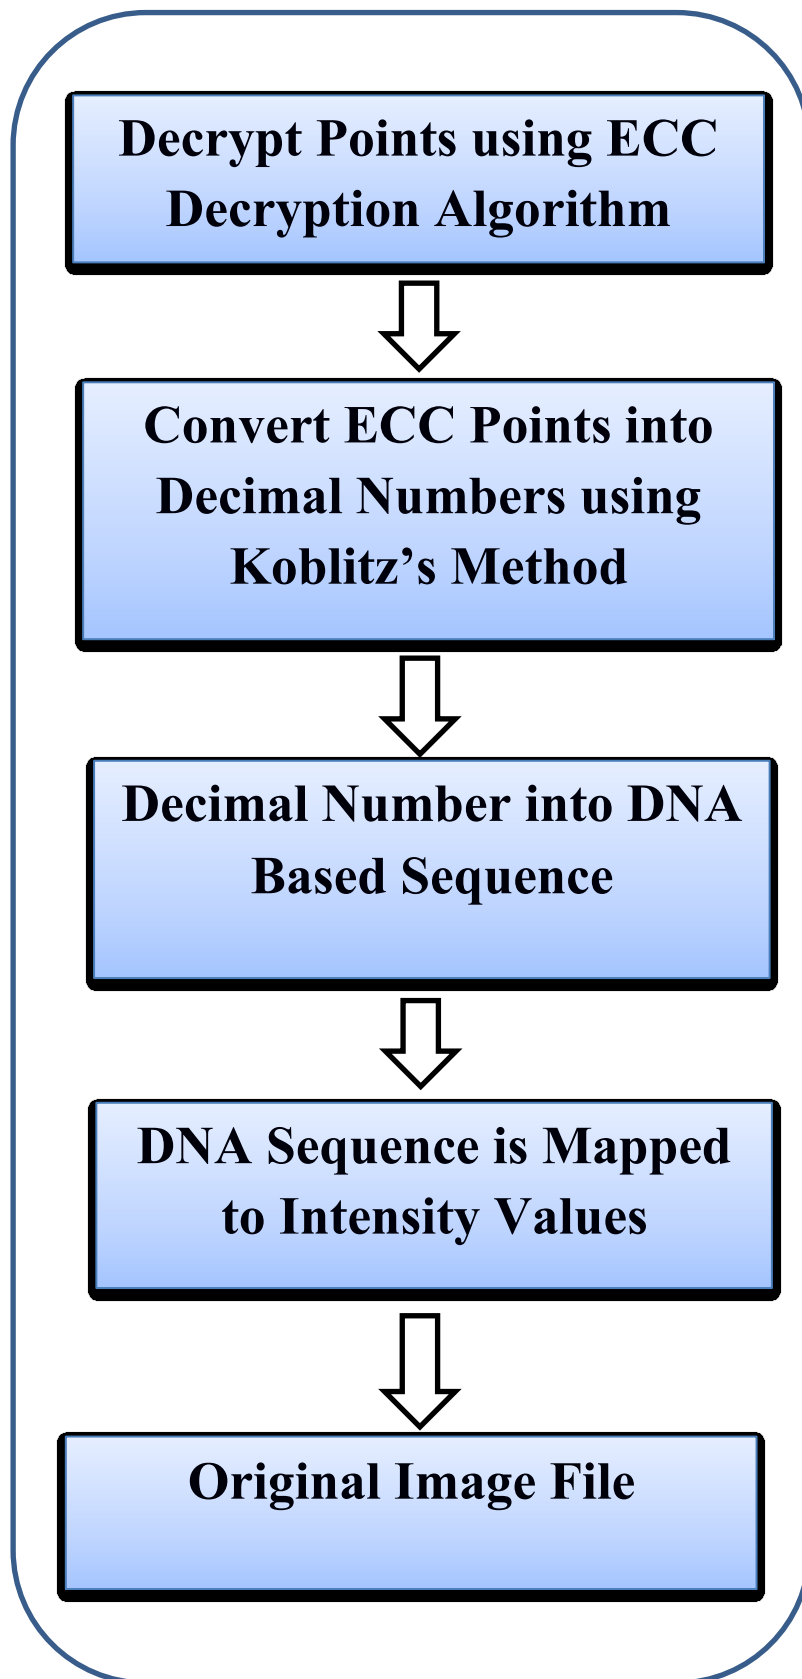 Decrypt Points using ECC
Decryption Algorithm
Convert ECC Points into
Decimal Numbers using
Koblitz’s Method
Decimal Number into DNA
Based Sequence
DNA Sequence is Mapped
to Intensity Values
Original Image File